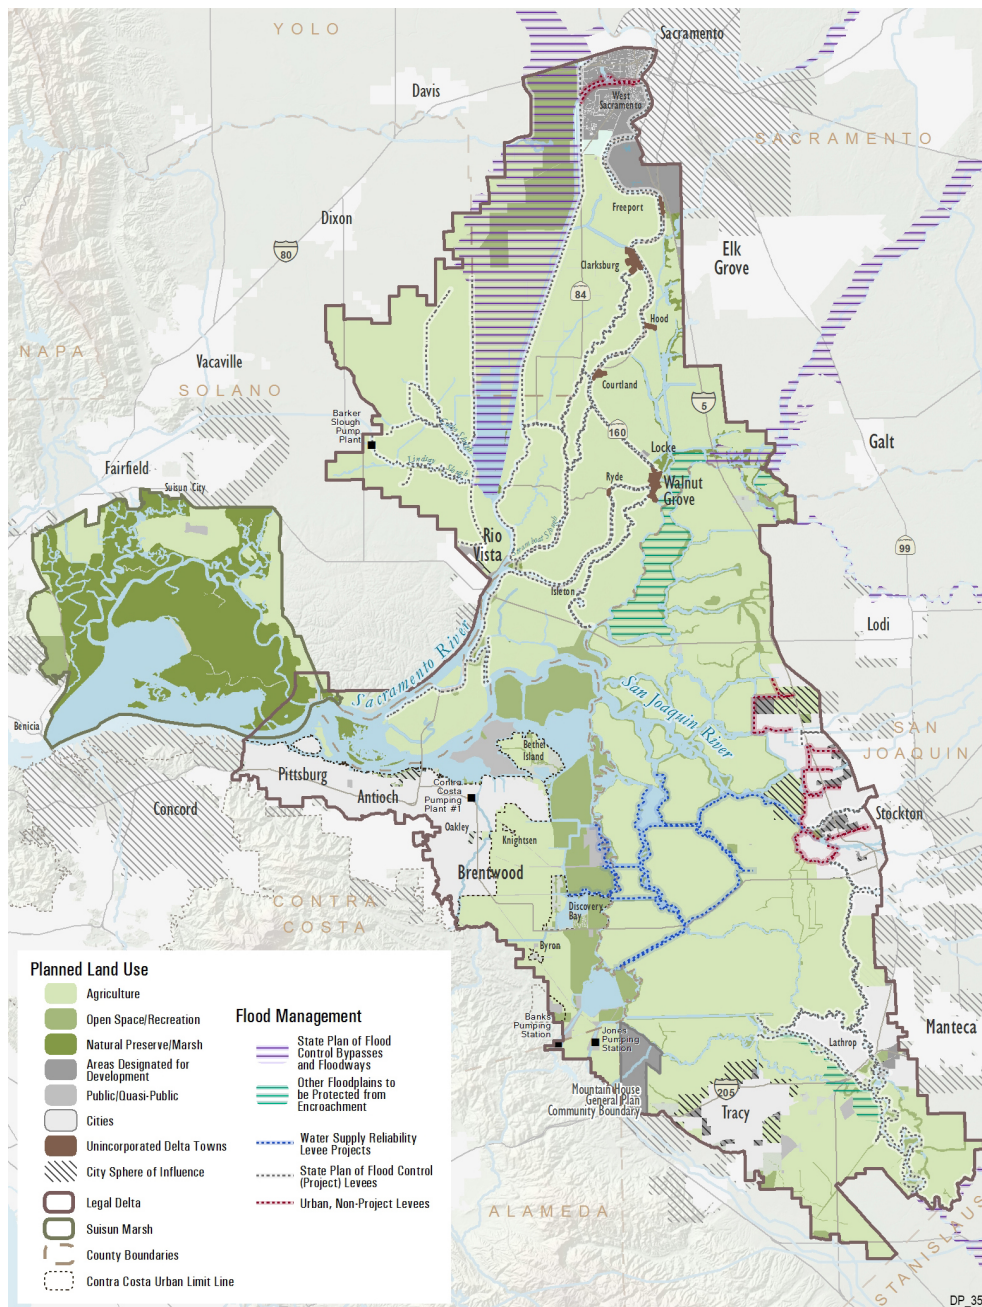 YOLO
Sacramento
Davis
West
Sacramento
SACRAMENTO
Dixon
Freeport
80
Elk
Grove
Clarksburg
84
Hood
NAPA
Vacaville
SOLANO
Courtland
5
Barker
Slough
Pump
Plant
160
Galt
Locke
Fairfield
Lindsey Slough
Suisun City
Ryde
Walnut
Grove
Rio
Vista
Steamboat Slough
99
Isleton
Lodi
Sacramento River
San Joaquin River
Benicia
SAN
JOAQUIN
Bethel
Island
Pittsburg
Antioch
Contra
Costa
Pumping
Plant #1
Concord
Stockton
Oakley
Knightsen
Brentwood
CONTRA
COSTA
Discovery
Bay
Byron
Banks
Pumping
Station
Jones
Pumping
Station
Manteca
Lathrop
Mountain House
General Plan
Community Boundary
205
Tracy
ALAMEDA
STANISLAUS
Planned Land Use
Agriculture
Open Space/Recreation
Natural Preserve/Marsh
Areas Designated for
Development
Public/Quasi-Public
Cities
Unincorporated Delta Towns
City Sphere of Influence
Legal Delta
Suisun Marsh
County Boundaries
Contra Costa Urban Limit Line
Flood Management
State Plan of Flood
Control Bypasses
and Floodways
Other Floodplains to
be Protected from
Encroachment
Water Supply Reliability
Levee Projects
State Plan of Flood Control
(Project) Levees
Urban, Non-Project Levees
DP_35